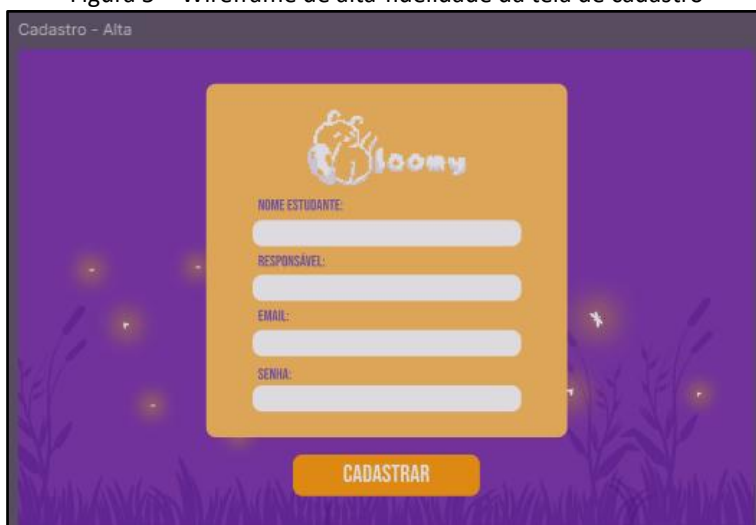 Figura 3 – Wireframe de alta fidelidade da tela de cadastro
Cadastro - Alta
loomy
NOME ESTUDANTE:
RESPONSÁVEL:
EMAIL:
SENHA:
CADASTRAR